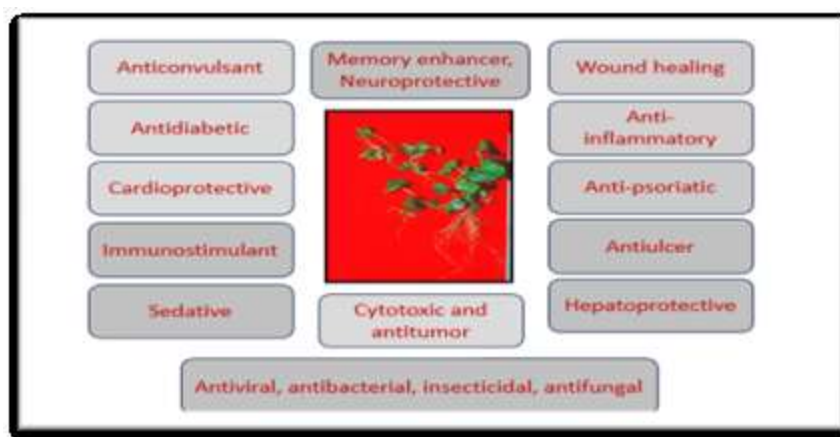 Anticonvulsant
Memory enhancer,
Neuroprotective
Wound healing
Antidiabetic
Anti-
inflammatory
Cardioprotective
Anti-psoriatic
Immunostimulant
Antiulcer
Sedative
Cytotoxic and
antitumor
Hepatoprotective
Antiviral, antibacterial, insecticidal, antifungal